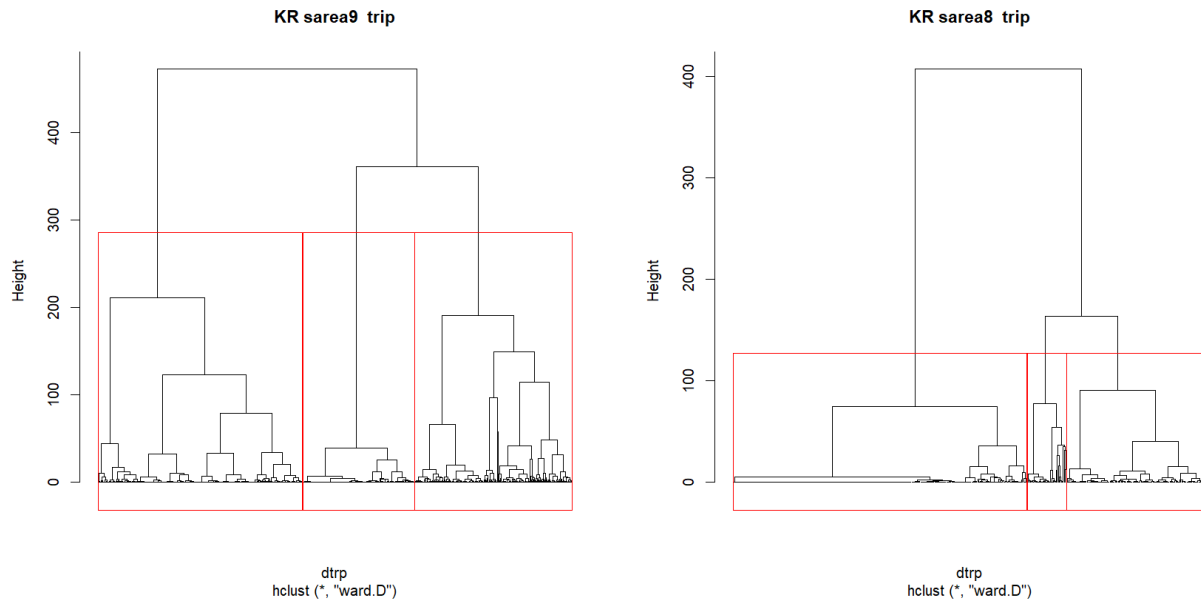 KR sarea9  trip
Height
0
100
200
300
400
dtrp
hclust (*, "ward.D")
KR sarea8  trip
Height
0
100
200
300
400
dtrp
hclust (*, "ward.D")